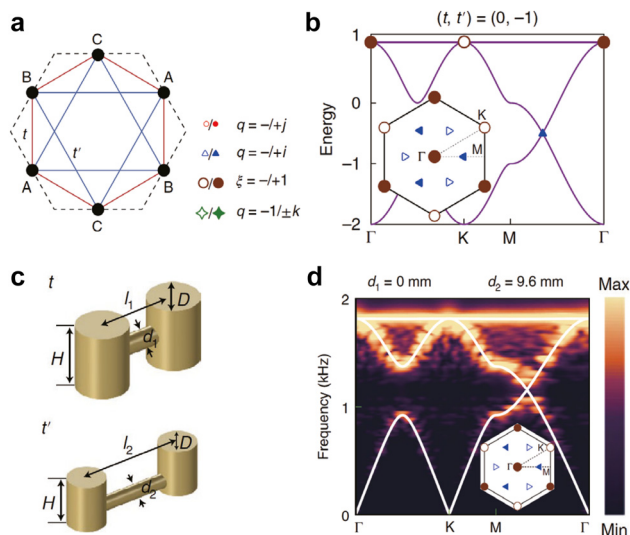 a
C
B
A
t
t′
A
B
C
○/● q = −/+j
△/▲ q = −/+i
○/● ξ = −/+1
✧/✦ q = −1/±k
b
(t, t′) = (0, −1)
Energy
1
0
−1
−2
Γ
K
M
Γ
K
Γ
M
c
t
l₁
D
H
d₁
t′
l₂
D
H
d₂
d
d₁ = 0 mm d₂ = 9.6 mm
Max
Min
Frequency (kHz)
2
1
0
Γ
K
M
Γ
K
Γ
M